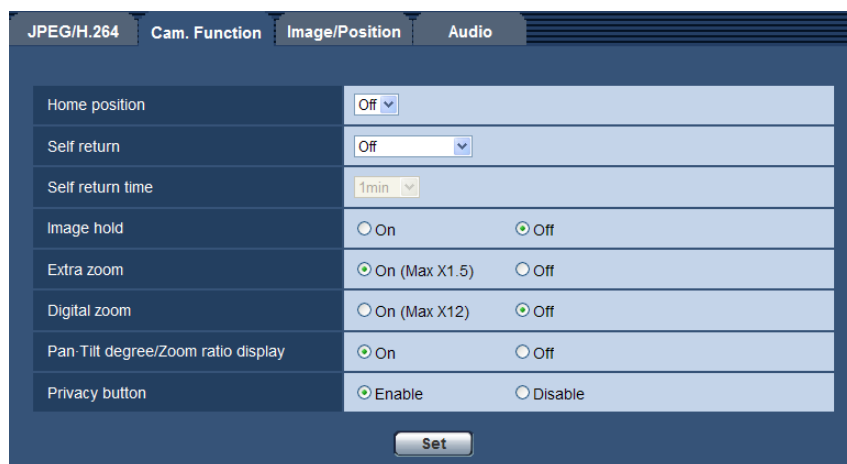 JPEG/H.264 Cam. Function Image/Position Audio
Home position Off
Self return Off
Self return time 1min
Image hold On Off
Extra zoom On (Max X1.5) Off
Digital zoom On (Max X12) Off
Pan·Tilt degree/Zoom ratio display On Off
Privacy button Enable Disable
Set